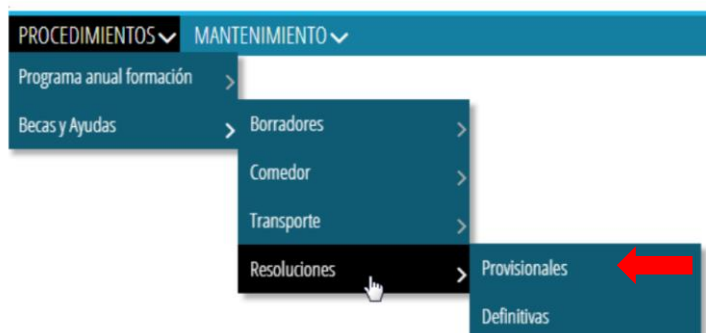 PROCEDIMIENTOS MANTENIMIENTO
Programa anual formación
Becas y Ayudas
Borradores
Comedor
Transporte
Resoluciones
Provisionales
Definitivas